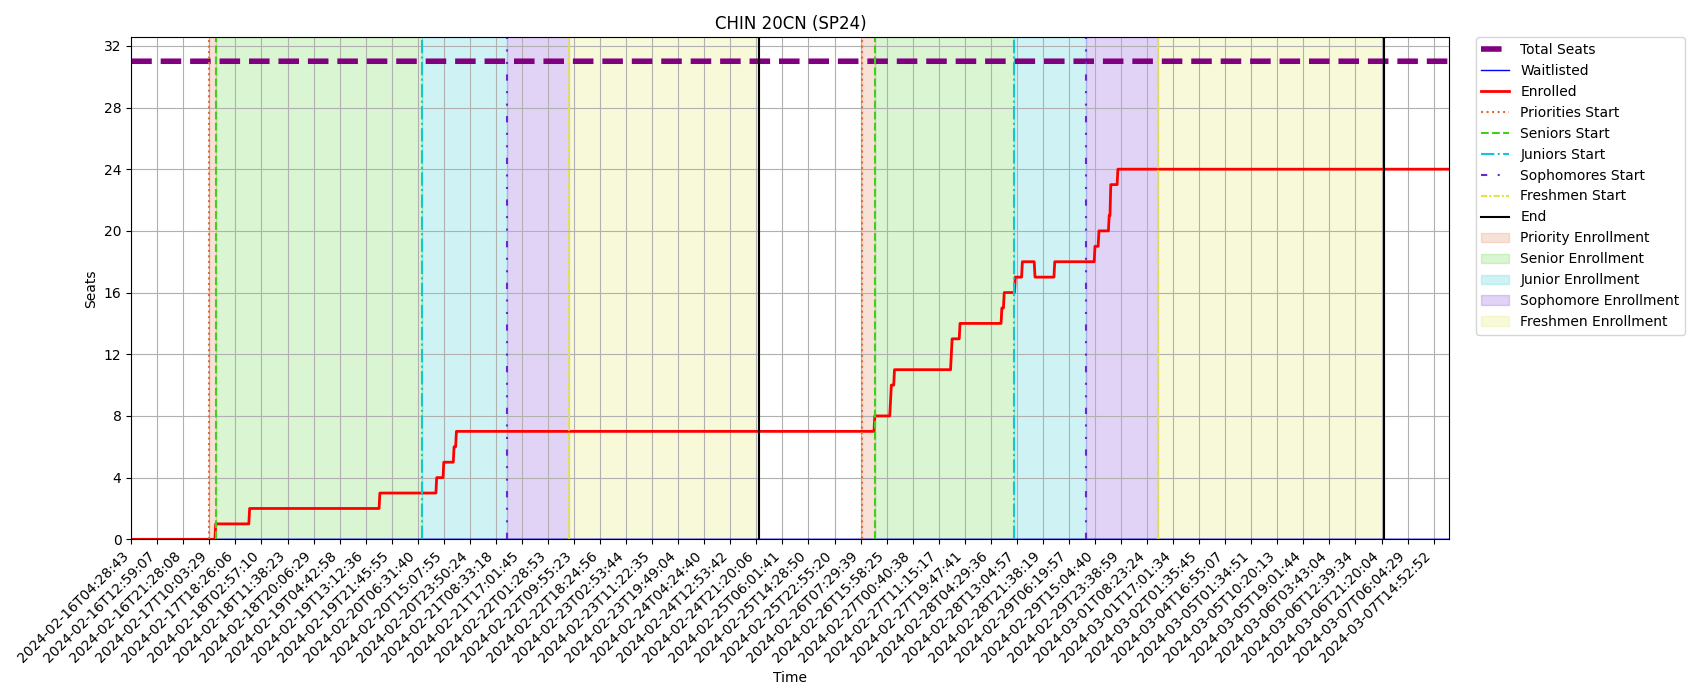 CHIN 20CN (SP24)
32
28
24
20
16
12
8
4
0
Seats
2024-02-16T04:28:43
2024-02-16T12:59:07
2024-02-16T21:28:08
2024-02-17T10:03:29
2024-02-17T18:26:06
2024-02-18T02:57:10
2024-02-18T11:38:23
2024-02-18T20:06:29
2024-02-19T04:42:58
2024-02-19T13:12:36
2024-02-19T21:45:55
2024-02-20T06:31:40
2024-02-20T15:07:55
2024-02-20T23:50:24
2024-02-21T08:33:18
2024-02-21T17:01:45
2024-02-22T01:28:53
2024-02-22T09:55:23
2024-02-22T18:24:56
2024-02-23T02:53:44
2024-02-23T11:22:35
2024-02-23T19:49:04
2024-02-24T04:24:40
2024-02-24T12:53:42
2024-02-24T21:20:06
2024-02-25T06:01:41
2024-02-25T14:28:50
2024-02-25T22:55:20
2024-02-26T07:29:39
2024-02-26T15:58:25
2024-02-27T00:40:38
2024-02-27T11:15:17
2024-02-27T19:47:41
2024-02-28T04:29:36
2024-02-28T13:04:57
2024-02-28T21:38:19
2024-02-29T06:19:57
2024-02-29T15:04:40
2024-02-29T23:38:59
2024-03-01T08:23:24
2024-03-01T17:01:34
2024-03-02T01:35:45
2024-03-04T16:55:07
2024-03-05T01:34:51
2024-03-05T10:20:13
2024-03-05T19:01:44
2024-03-06T03:43:04
2024-03-06T12:39:34
2024-03-06T21:20:04
2024-03-07T06:04:29
2024-03-07T14:52:52
Time
Total Seats
Waitlisted
Enrolled
Priorities Start
Seniors Start
Juniors Start
Sophomores Start
Freshmen Start
End
Priority Enrollment
Senior Enrollment
Junior Enrollment
Sophomore Enrollment
Freshmen Enrollment